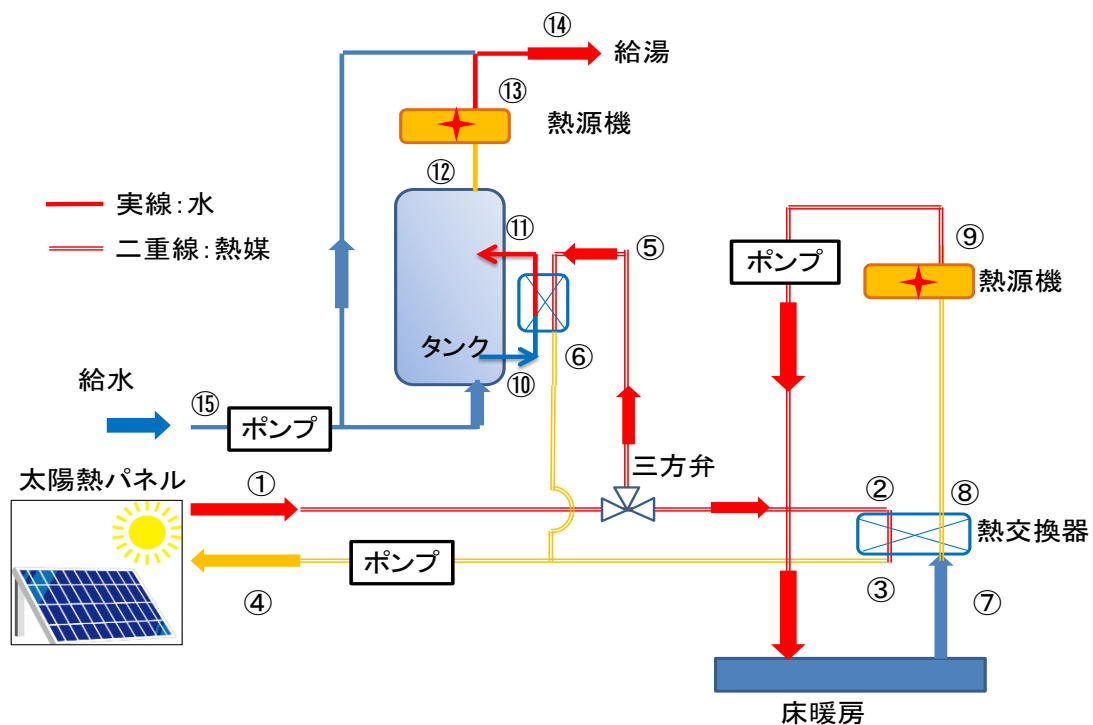 ⑭
給湯
⑬
熱源機
⑫
実線：水
二重線：熱媒
⑪
⑤
⑨
ポンプ
熱源機
タンク
⑥
⑩
給水
⑮
ポンプ
三方弁
太陽熱パネル
①
②
⑧
熱交換器
ポンプ
④
③
⑦
床暖房